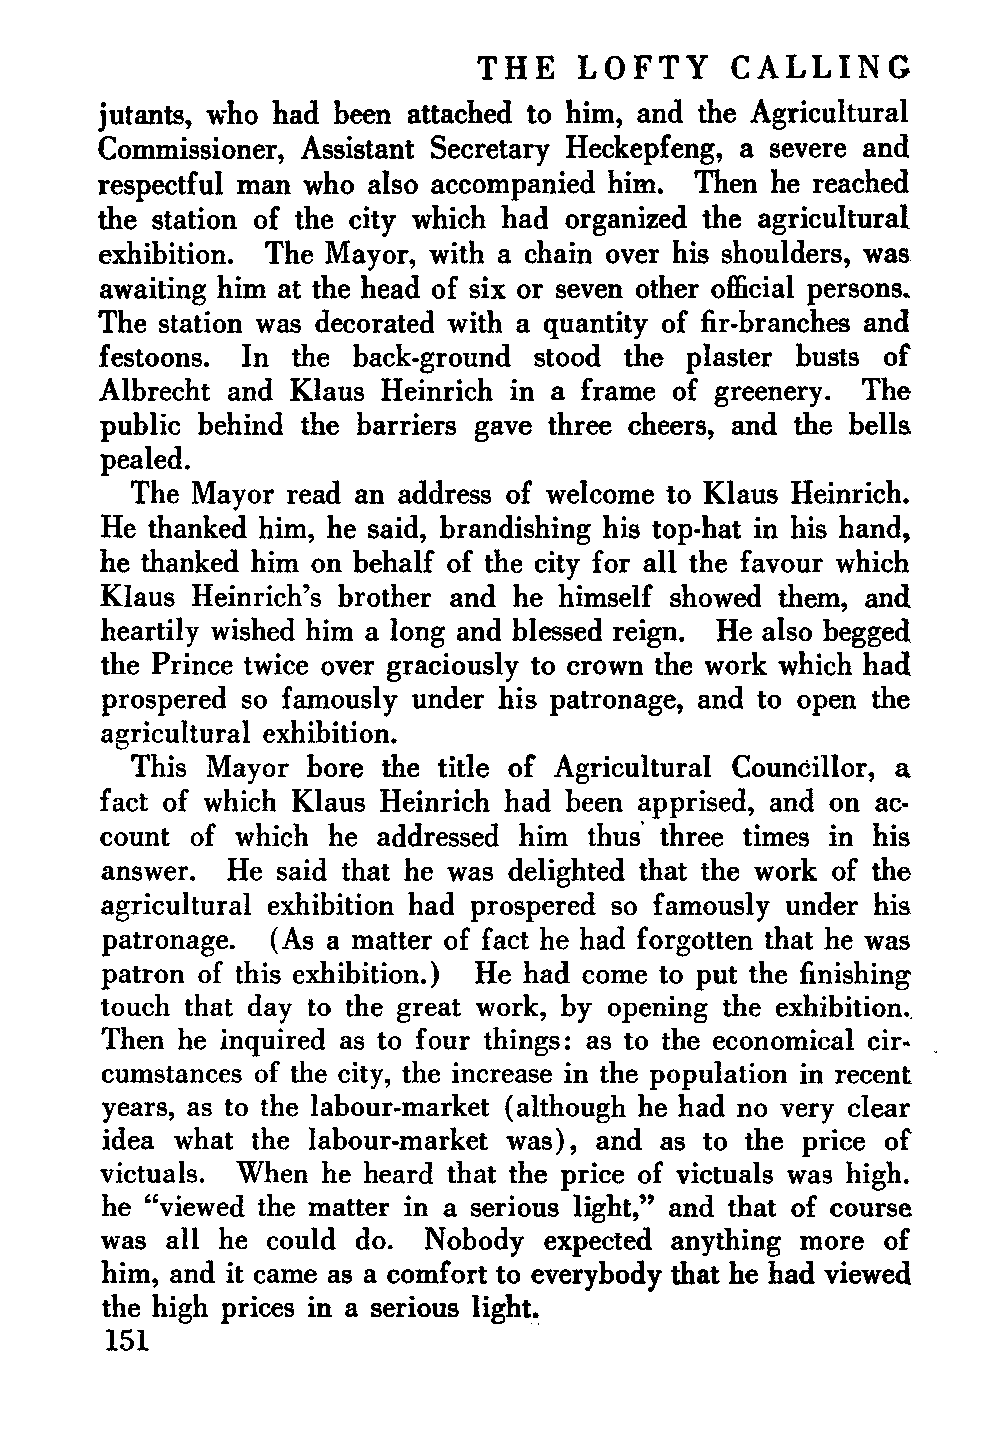 THE LOFTY CALLING
jutants, who had been attached to him, and the Agricultural
Commissioner, Assistant Secretary Heckepfeng, a severe and
respectful man who also accompanied him. Then he reached
the station of the city which had organized the agricultural
exhibition. The Mayor, with a chain over his shoulders, was
awaiting him at the head of six or seven other official persons.
The station was decorated with a quantity of fir-branches and
festoons. In the back-ground stood the plaster busts of
Albrecht and Klaus Heinrich in a frame of greenery. The
public behind the barriers gave three cheers, and the bells
pealed.
The Mayor read an address of welcome to Klaus Heinrich.
He thanked him, he said, brandishing his top-hat in his hand,
he thanked him on behalf of the city for all the favour which
Klaus Heinrich's brother and he himself showed them, and
heartily wished him a long and blessed reign. He also begged
the Prince twice over graciously to crown the work which had
prospered so famously under his patronage, and to open the
agricultural exhibition.
This Mayor bore the title of Agricultural Councillor, a
fact of which Klaus Heinrich had been apprised, and on ac-
count of which he addressed him thus three times in his
answer. He said that he was delighted that the work of the
agricultural exhibition had prospered so famously under his
patronage. (As a matter of fact he had forgotten that he was
patron of this exhibition.) He had come to put the finishing
touch that day to the great work, by opening the exhibition.
Then he inquired as to four things: as to the economical cir-
cumstances of the city, the increase in the population in recent
years, as to the labour-market (although he had no very clear
idea what the labour-market was), and as to the price of
victuals. When he heard that the price of victuals was high.
he “viewed the matter in a serious light,” and that of course
was all he could do. Nobody expected anything more of
him, and it came as a comfort to everybody that he had viewed
the high prices in a serious light.
151